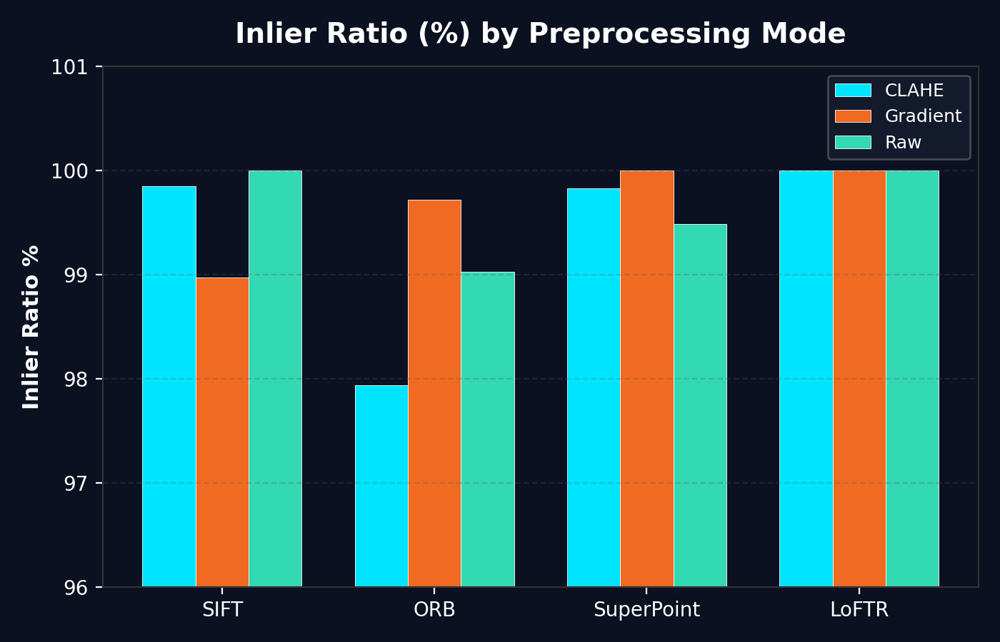 Inlier Ratio (%) by Preprocessing Mode
101
100
99
98
97
96
Inlier Ratio %
CLAHE
Gradient
Raw
SIFT
ORB
SuperPoint
LoFTR